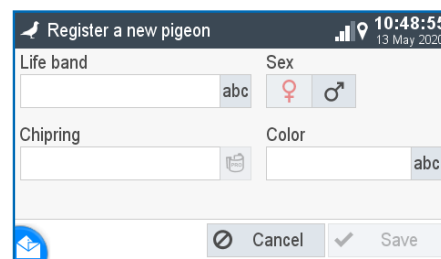 Register a new pigeon
10:48:55
13 May 2020
Life band
Sex
abc
Chipring
Color
abc
Cancel
Save